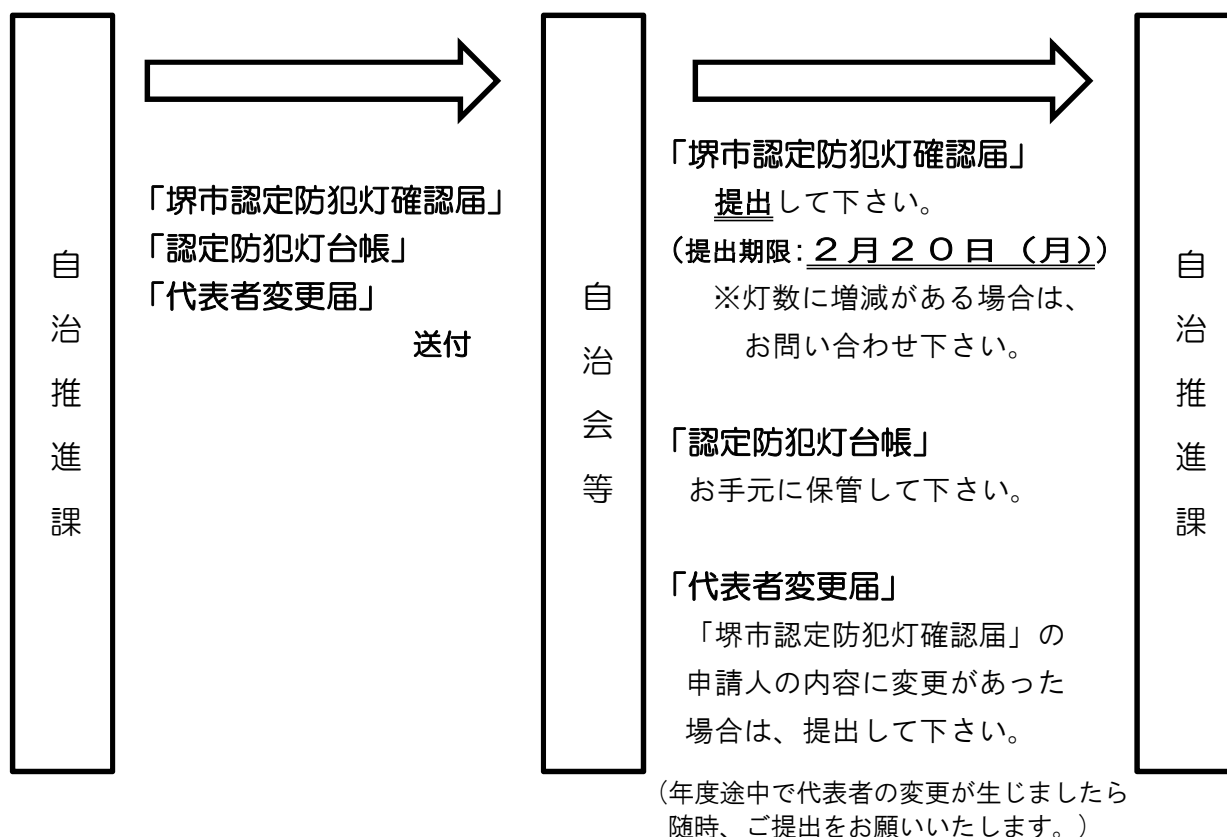 自治推進課
「堺市認定防犯灯確認届」
「認定防犯灯台帳」
「代表者変更届」
送付
自治会等
「堺市認定防犯灯確認届」
提出して下さい。
（提出期限：２月２０日（月））
※灯数に増減がある場合は、
お問い合わせ下さい。
「認定防犯灯台帳」
お手元に保管して下さい。
「代表者変更届」
「堺市認定防犯灯確認届」の
申請人の内容に変更があった
場合は、提出して下さい。
（年度途中で代表者の変更が生じましたら
随時、ご提出をお願いいたします。）
自治推進課